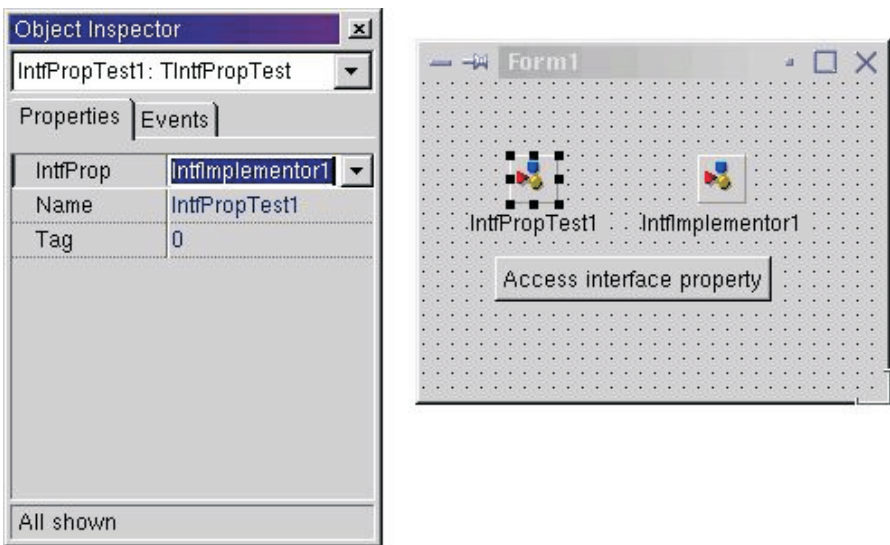 Object Inspector
IntfPropTest1: TIntfPropTest
Properties Events
IntfProp IntfImplementor1
Name IntfPropTest1
Tag 0
All shown
Form1
IntfPropTest1 IntfImplementor1
Access interface property